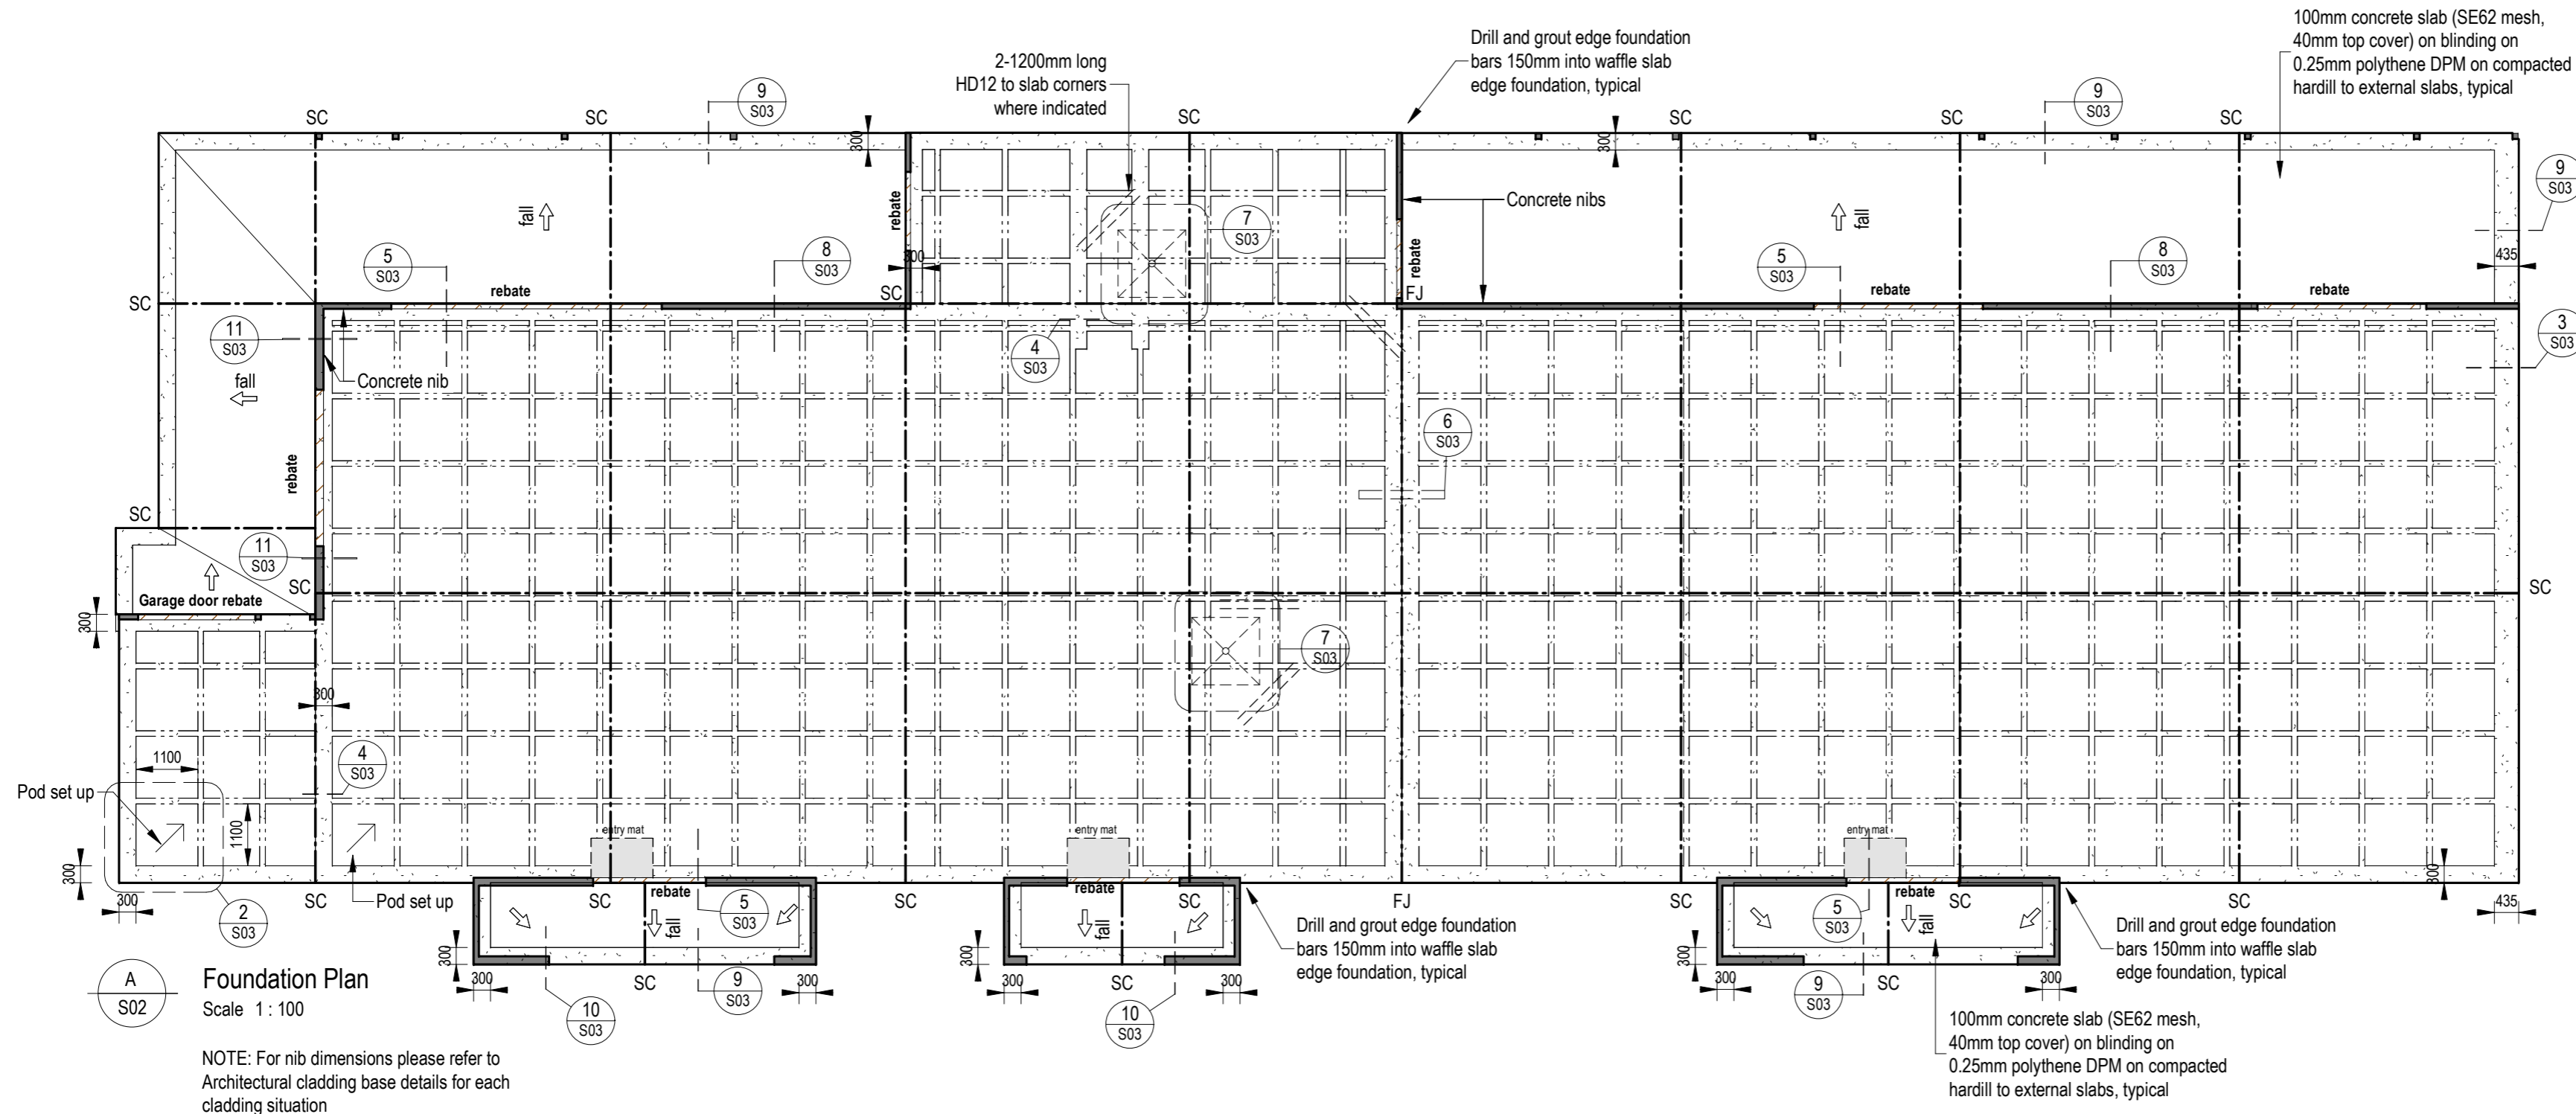 100mm concrete slab (SE62 mesh,
40mm top cover) on blinding on
0.25mm polythene DPM on compacted
hardill to external slabs, typical
Drill and grout edge foundation
bars 150mm into waffle slab
edge foundation, typical
2-1200mm long
HD12 to slab corners
where indicated
9
S03
9
S03
SC
SC
SC
SC
SC
SC
300
300
9
S03
rebate
Concrete nibs
fall
fall
7
S03
5
S03
8
S03
300
rebate
5
S03
8
S03
435
rebate
SC
SC
FJ
rebate
rebate
11
S03
4
S03
3
S03
fall
Concrete nib
6
S03
rebate
SC
11
S03
SC
SC
Garage door rebate
300
7
S03
300
4
S03
1100
Pod set up
1100
entry mat
entry mat
entry mat
300
300
300
2
S03
SC
Pod set up
SC
rebate
5
S03
SC
rebate
SC
FJ
SC
rebate
5
S03
SC
SC
435
fall
fall
fall
Drill and grout edge foundation
bars 150mm into waffle slab
edge foundation, typical
Drill and grout edge foundation
bars 150mm into waffle slab
edge foundation, typical
300
300
300
300
SC
300
300
SC
300
300
SC
300
9
S03
9
S03
10
S03
10
S03
A
S02
Foundation Plan
Scale 1 : 100
100mm concrete slab (SE62 mesh,
40mm top cover) on blinding on
0.25mm polythene DPM on compacted
hardill to external slabs, typical
NOTE: For nib dimensions please refer to
Architectural cladding base details for each
cladding situation